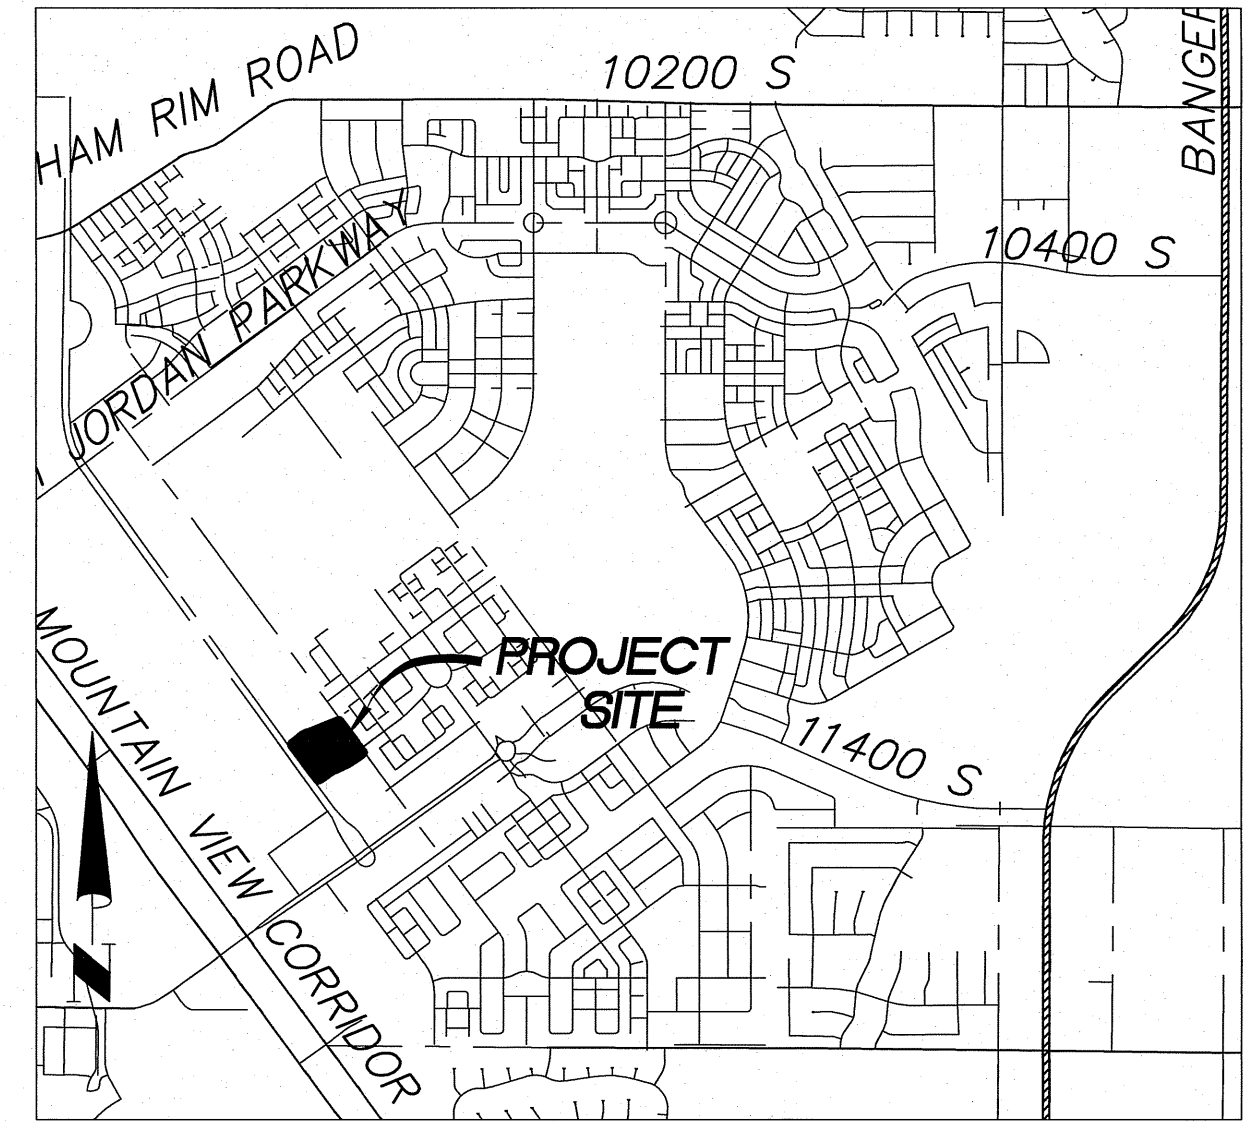 HAM RIM ROAD
10200 S
BANGER
JORDAN PARKWAY
10400 S
PROJECT
SITE
MOUNTAIN VIEW CORRIDOR
11400 S